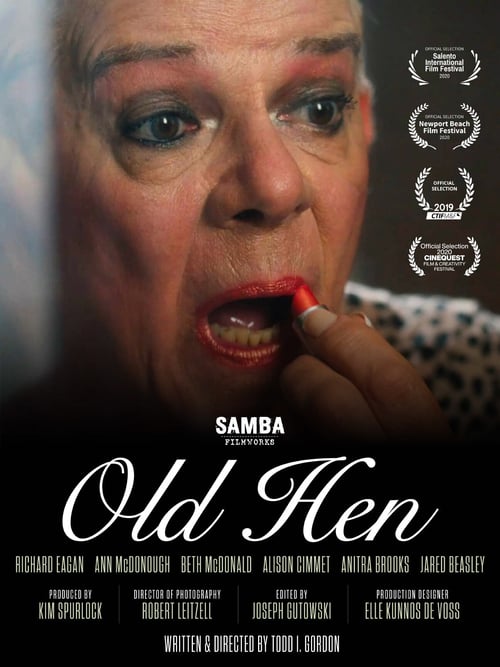 OFFICIAL SELECTION
Salento
International
Film Festival
2020
OFFICIAL SELECTION
Newport Beach
Film Festival
2020
OFFICIAL
SELECTION
2019
CTIFM&F
Official Selection
2020
CINEQUEST
FILM & CREATIVITY
FESTIVAL
SAMBA
FILMWORKS
Old Hen
RICHARD EAGAN ANN McDONOUGH BETH McDONALD ALISON CIMMET ANITRA BROOKS JARED BEASLEY
PRODUCED BY
KIM SPURLOCK
DIRECTOR OF PHOTOGRAPHY
ROBERT LEITZELL
EDITED BY
JOSEPH GUTOWSKI
PRODUCTION DESIGNER
ELLE KUNNOS DE VOSS
WRITTEN & DIRECTED BY TODD I. GORDON